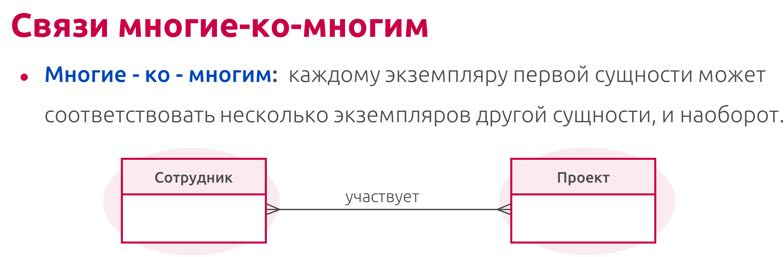 Связи многие-ко-многим
• Многие - ко - многим: каждому экземпляру первой сущности может
соответствовать несколько экземпляров другой сущности, и наоборот.
Сотрудник
участвует
Проект